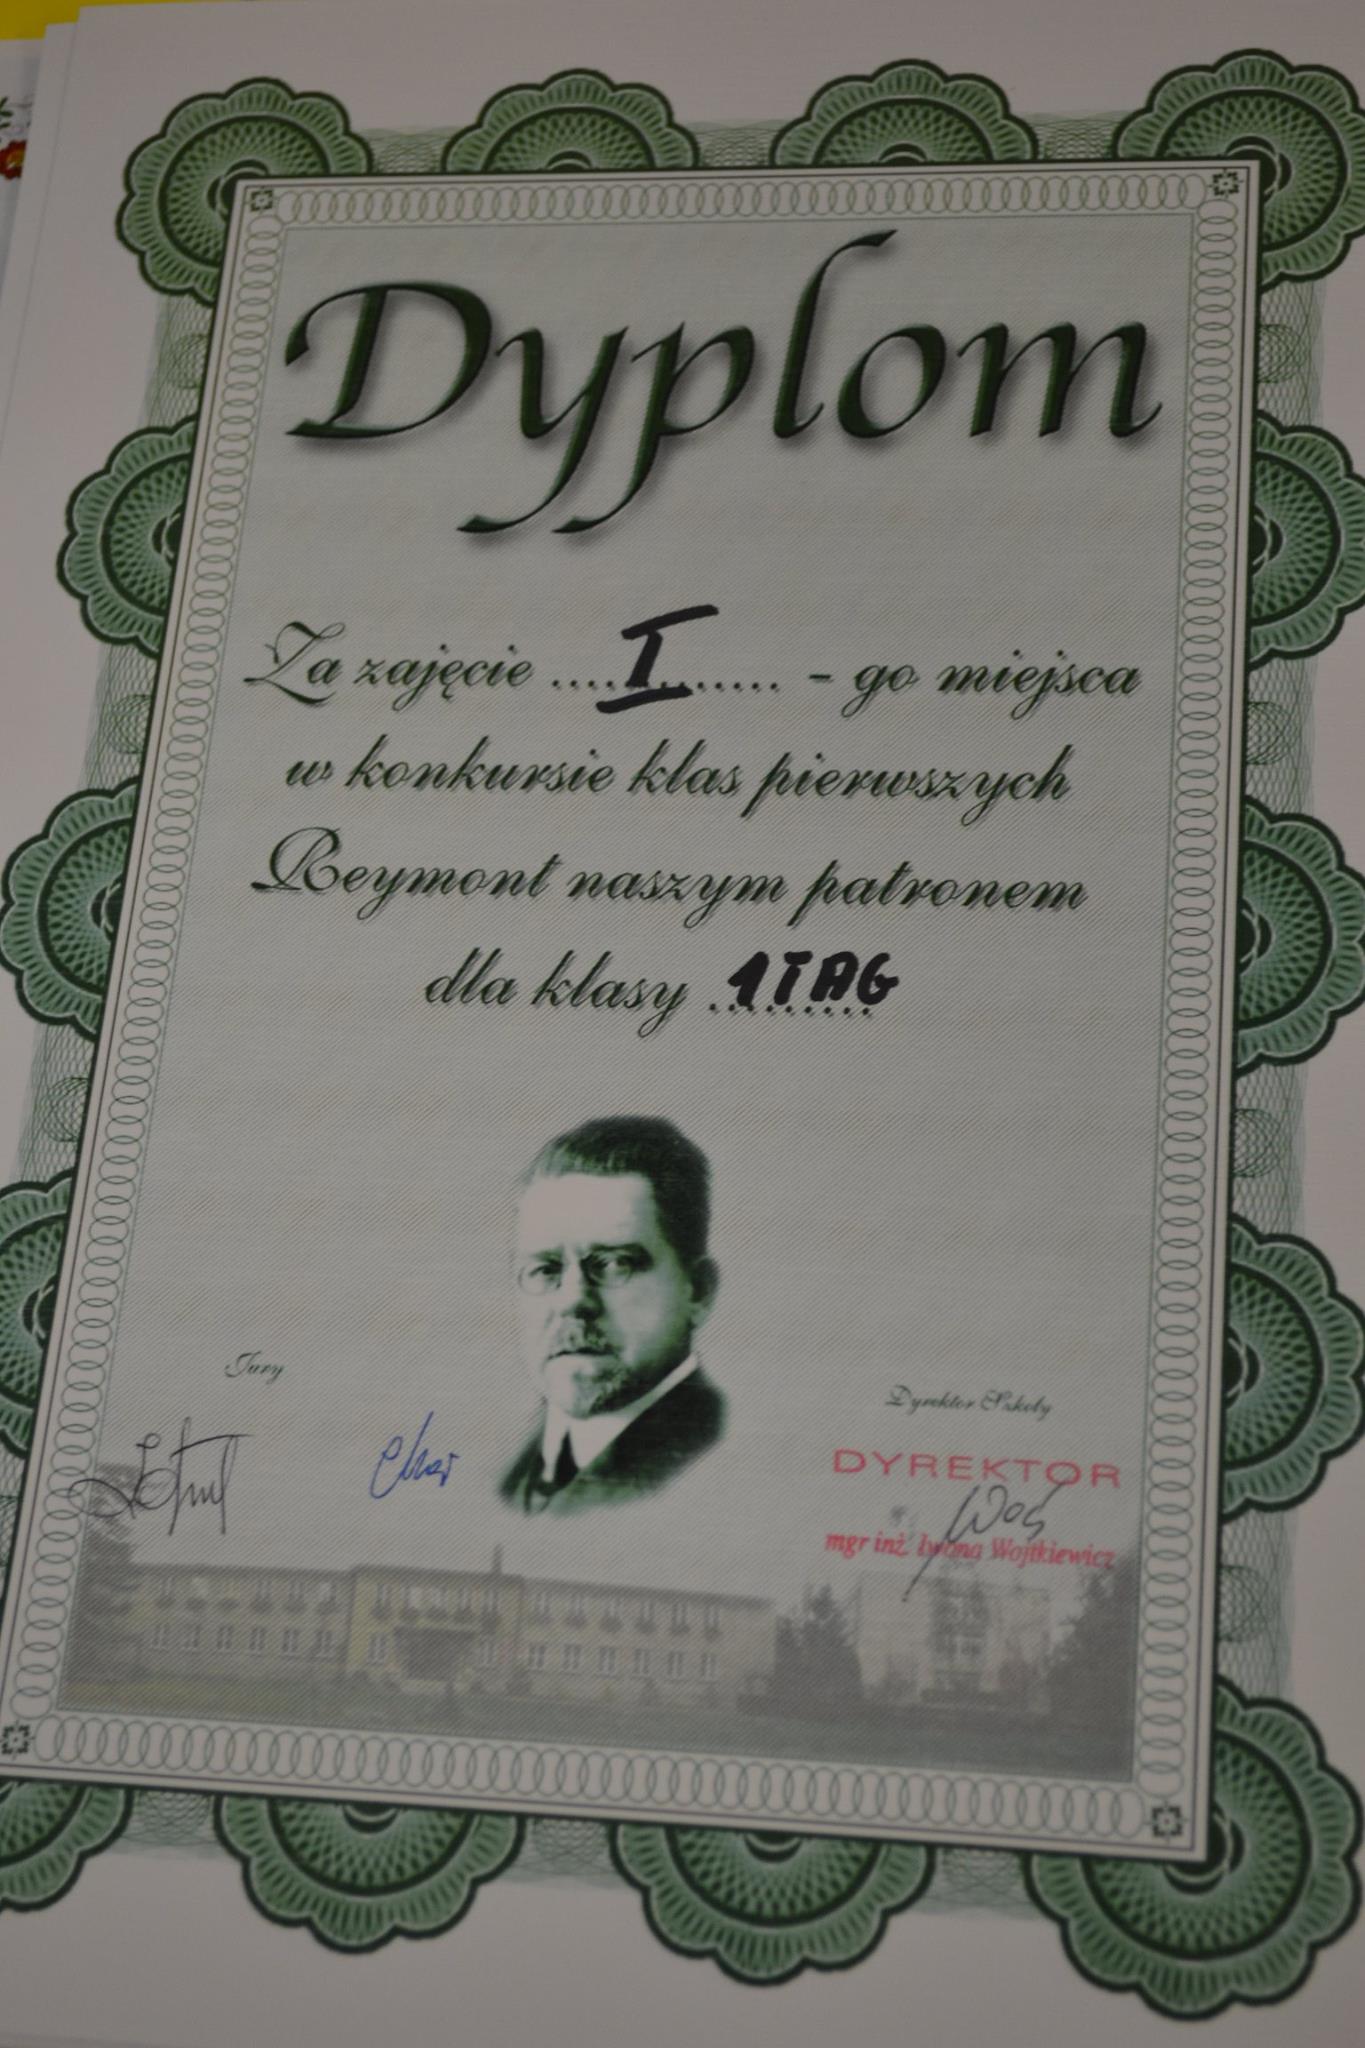 Dyplom
Za zajęcie ....I............ - go miejsca
w konkursie klas pierwszych
Reymont naszym patronem
dla klasy 1TAG
Jury
Dyrektor Szkoły
DYREKTOR
mgr inż. Iwona Wojtkiewicz